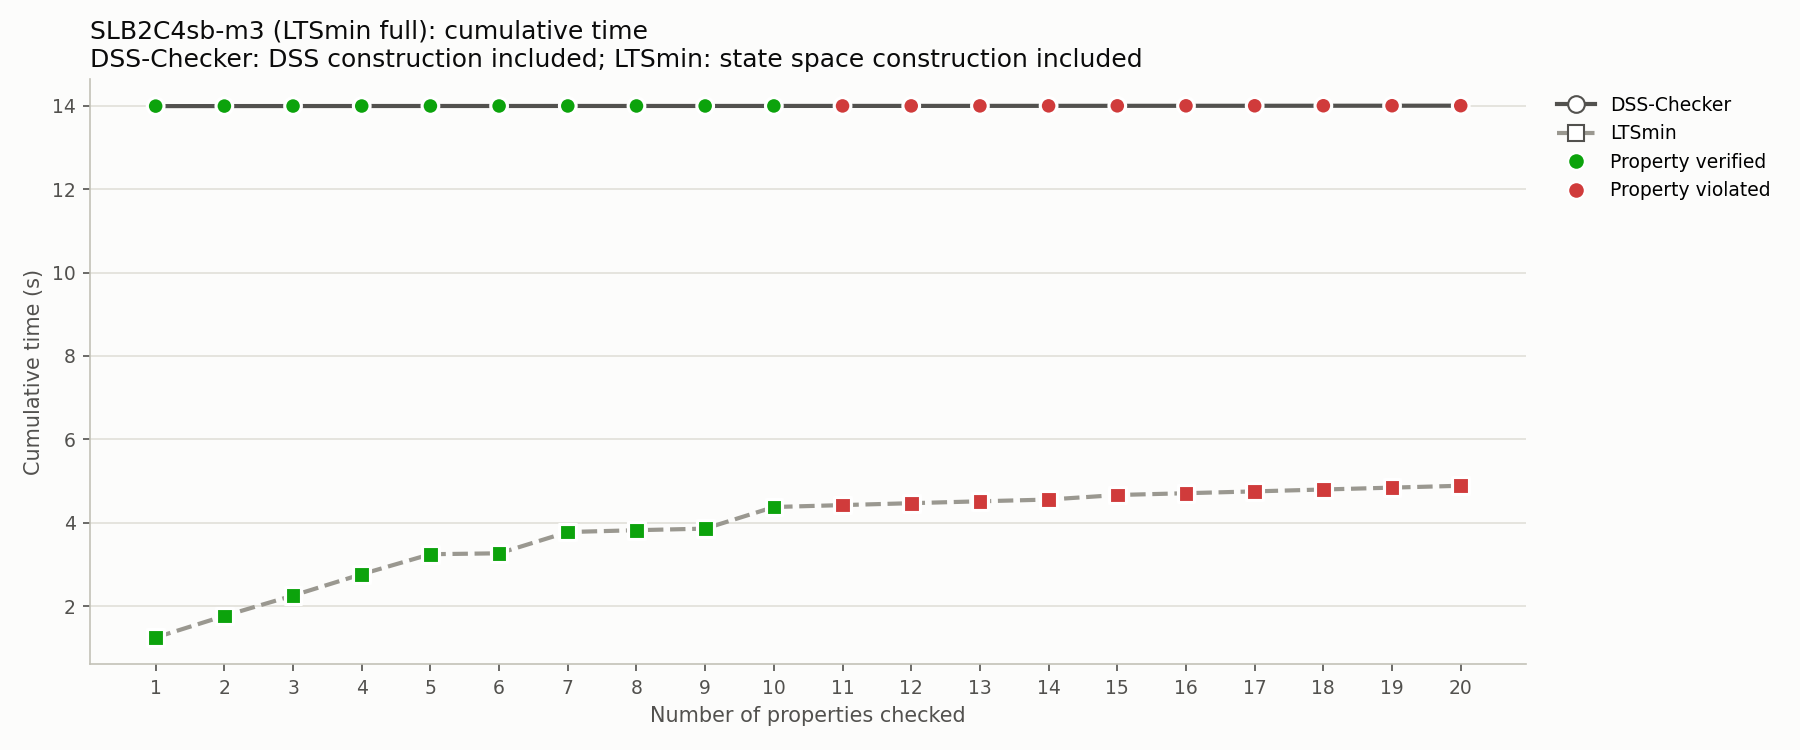 SLB2C4sb-m3 (LTSmin full): cumulative time
DSS-Checker: DSS construction included; LTSmin: state space construction included
Cumulative time (s)
14
12
10
8
6
4
2
1 2 3 4 5 6 7 8 9 10 11 12 13 14 15 16 17 18 19 20
Number of properties checked
DSS-Checker
LTSmin
Property verified
Property violated